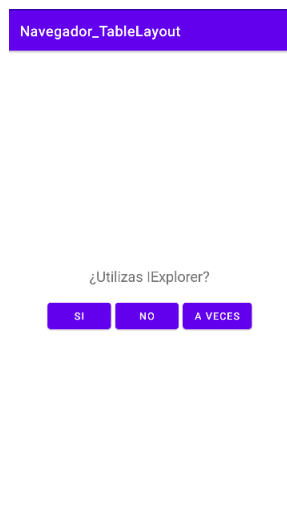 Navegador_TableLayout
¿Utilizas IExplorer?
SI NO A VECES